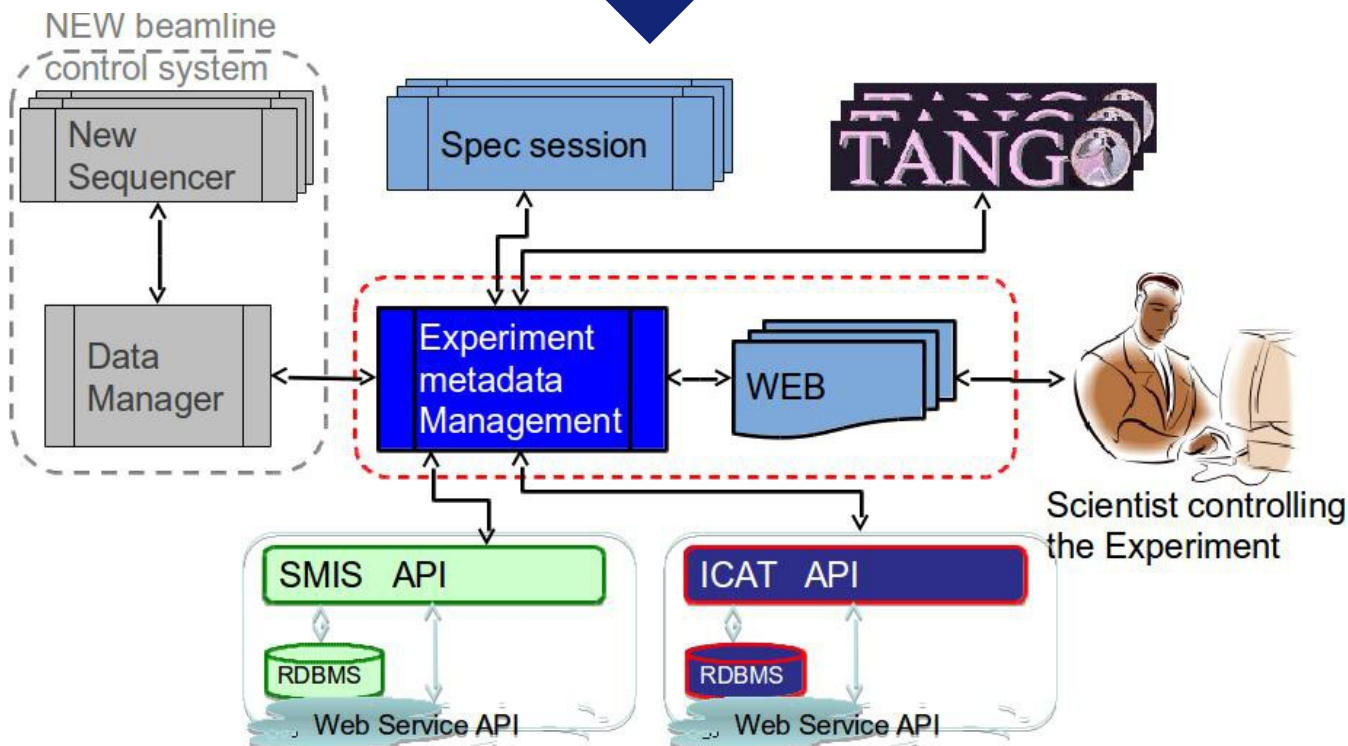 NEW beamline
control system
New
Sequencer
Spec session
TANGO
Data
Manager
Experiment
metadata
Management
WEB
Scientist controlling
the Experiment
SMIS API
RDBMS
Web Service API
ICAT API
RDBMS
Web Service API